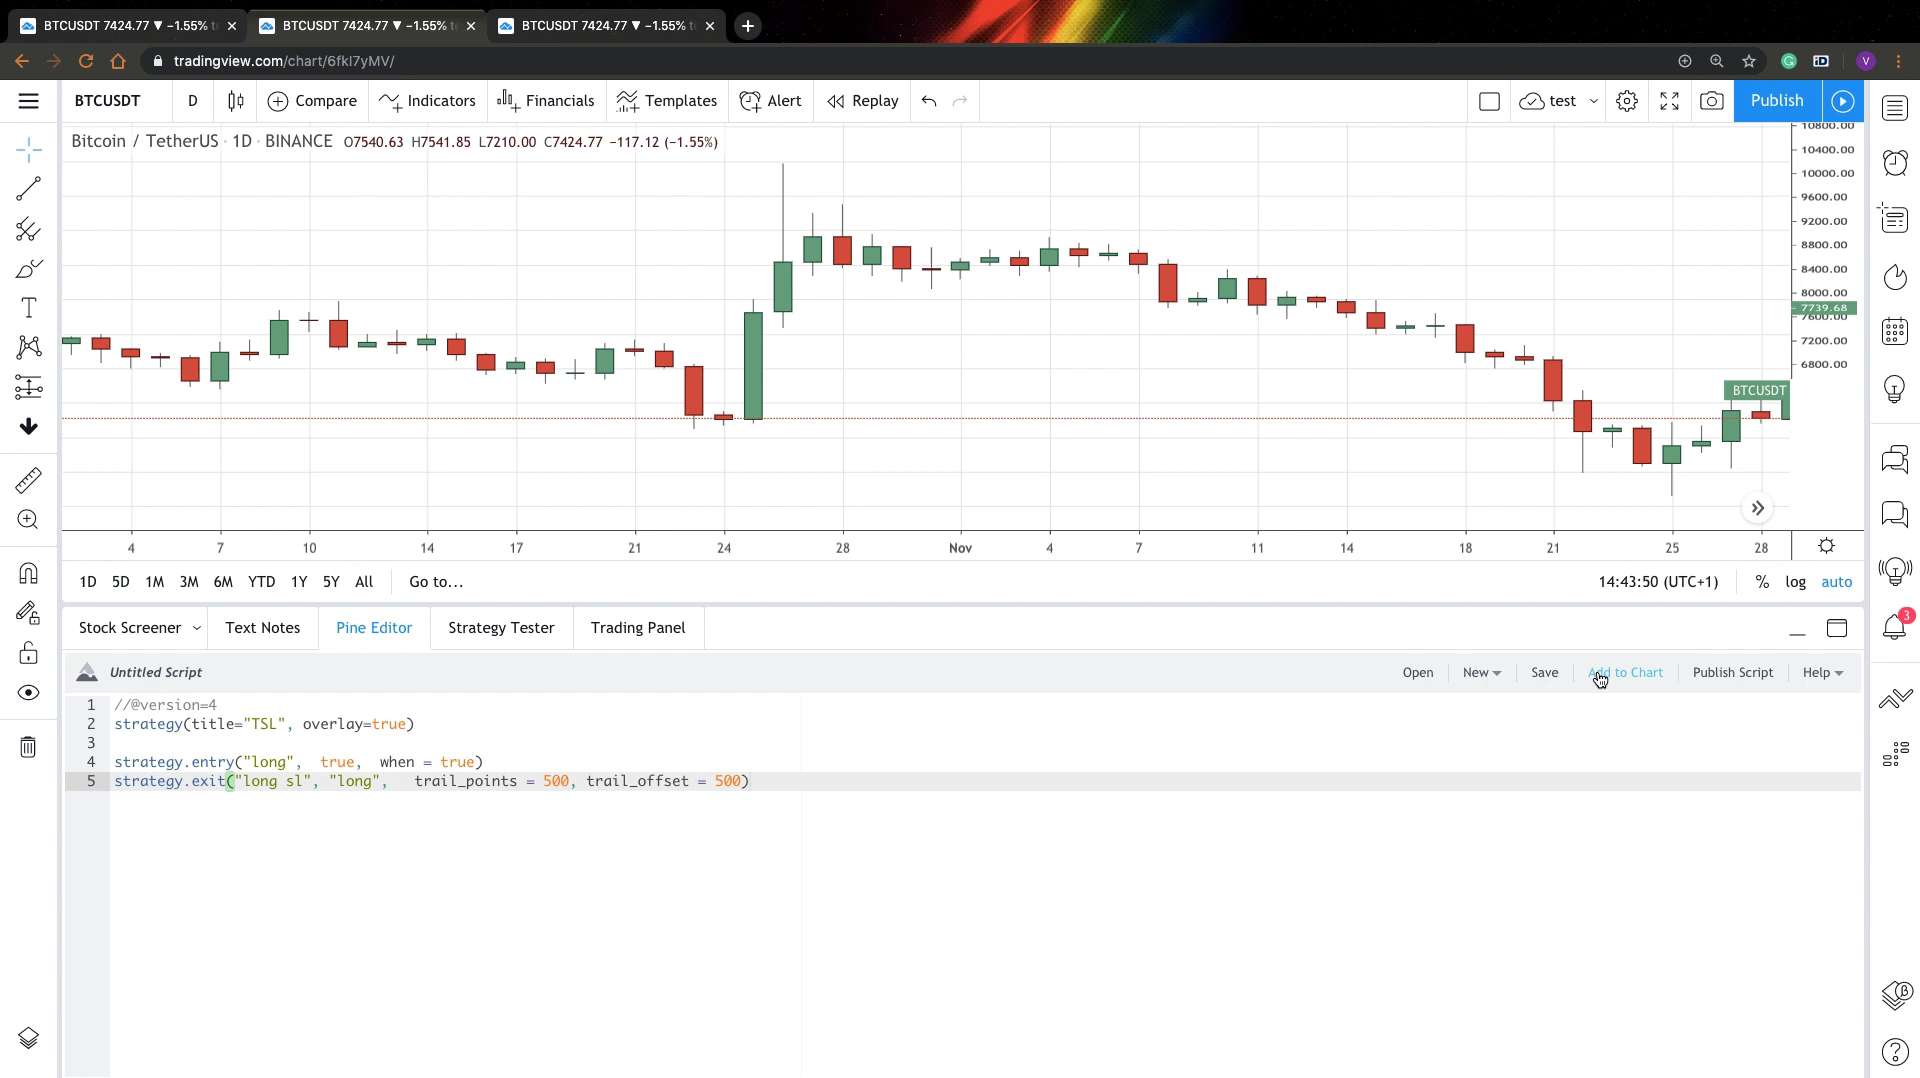 BTCUSDT 7424.77 ▼ −1.55% t
BTCUSDT 7424.77 ▼ −1.55% t
BTCUSDT 7424.77 ▼ −1.55% t
tradingview.com/chart/6fkI7yMV/
V
BTCUSDT D Compare Indicators Financials Templates Alert Replay test Publish
Bitcoin / TetherUS · 1D · BINANCE O7540.63 H7541.85 L7210.00 C7424.77 −117.12 (−1.55%)
10800.00
10400.00
10000.00
9600.00
9200.00
8800.00
8400.00
8000.00
7739.68
7600.00
7200.00
6800.00
BTCUSDT
4 7 10 14 17 21 24 28 Nov 4 7 11 14 18 21 25 28
1D 5D 1M 3M 6M YTD 1Y 5Y All Go to... 14:43:50 (UTC+1) % log auto
3
Stock Screener Text Notes Pine Editor Strategy Tester Trading Panel
Untitled Script Open New Save Add to Chart Publish Script Help
1 //@version=4
2 strategy(title="TSL", overlay=true)
3
4 strategy.entry("long", true, when = true)
5 strategy.exit("long sl", "long", trail_points = 500, trail_offset = 500)